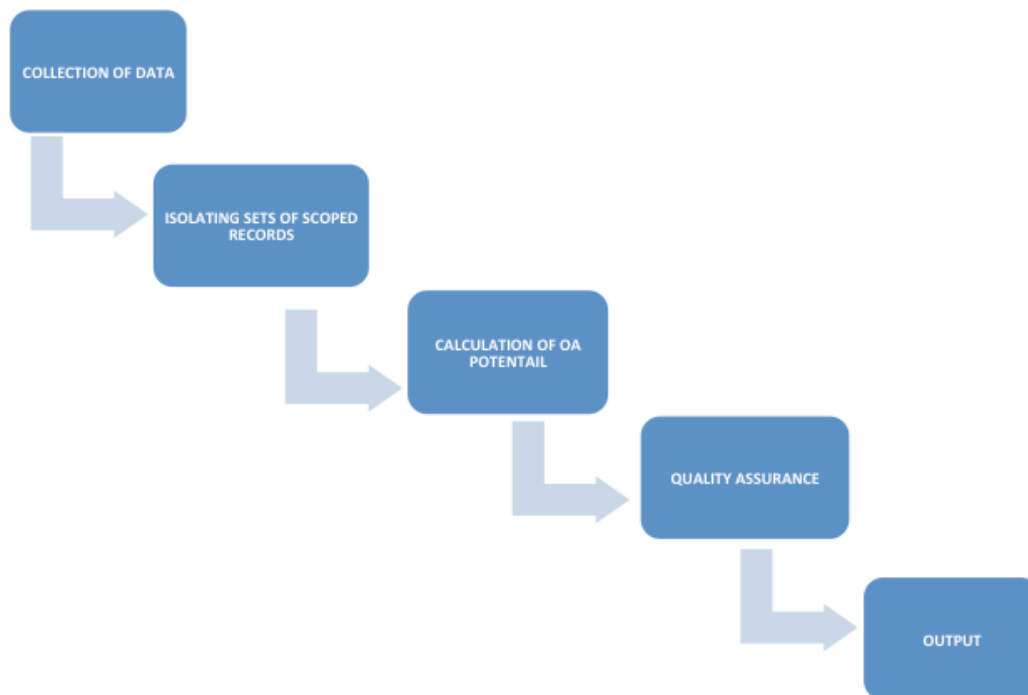 COLLECTION OF DATA
ISOLATING SETS OF SCOPED
RECORDS
CALCULATION OF OA
POTENTAIL
QUALITY ASSURANCE
OUTPUT